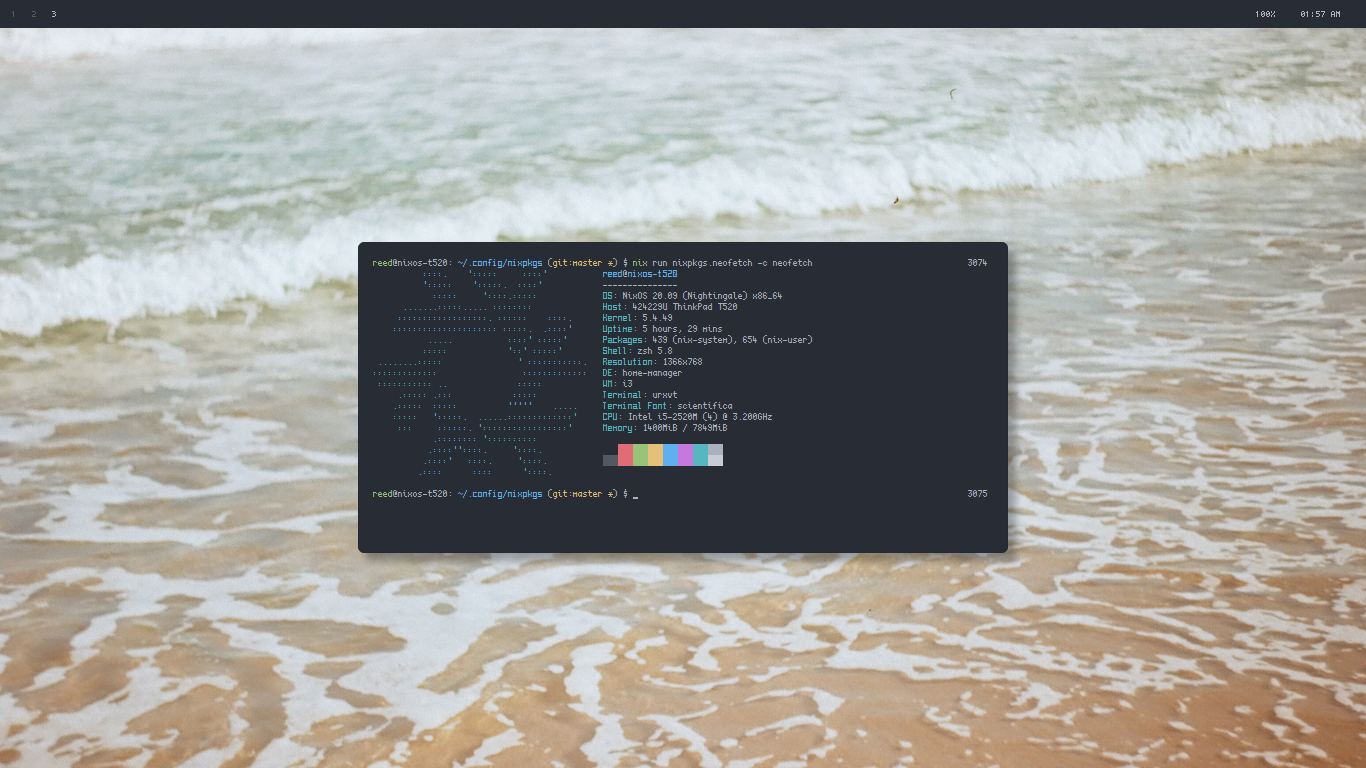 1 2 3 100% 01:57 AM
reed@nixos-t520: ~/.config/nixpkgs (git:master *) $ nix run nixpkgs.neofetch -c neofetch 3074
reed@nixos-t520
---------------
OS: NixOS 20.09 (Nightingale) x86_64
Host: 424229U ThinkPad T520
Kernel: 5.4.49
Uptime: 5 hours, 29 mins
Packages: 439 (nix-system), 654 (nix-user)
Shell: zsh 5.8
Resolution: 1366x768
DE: home-manager
WM: i3
Terminal: urxvt
Terminal Font: scientifica
CPU: Intel i5-2520M (4) @ 3.200GHz
Memory: 1400MiB / 7849MiB
reed@nixos-t520: ~/.config/nixpkgs (git:master *) $ _ 3075